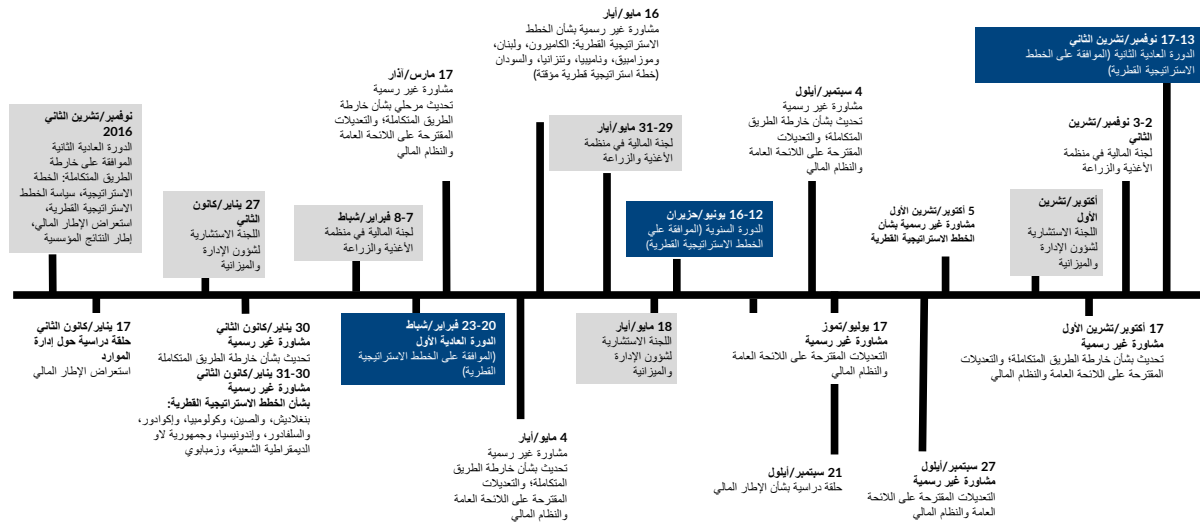 نوفمبر/تشرين الثاني
2016
الدورة العادية الثانية
الموافقة على خارطة
الطريق المتكاملة: الخطة
الاستراتيجية، سياسة الخطط
الاستراتيجية القطرية،
استعراض الإطار المالي،
إطار النتائج المؤسسية
27 يناير/كانون
الثاني
اللجنة الاستشارية
لشؤون الإدارة
والميزانية
7-8 فبراير/شباط
لجنة المالية في منظمة
الأغذية والزراعة
17 مارس/آذار
مشاورة غير رسمية
تحديث مرحلي بشأن خارطة
الطريق المتكاملة؛ والتعديلات
المقترحة على اللائحة العامة
والنظام المالي
16 مايو/أيار
مشاورة غير رسمية بشأن الخطط
الاستراتيجية القطرية: الكاميرون، ولبنان،
وموزامبيق، وناميبيا، وتنزانيا، والسودان
(خطة استراتيجية قطرية مؤقتة)
29-31 مايو/أيار
لجنة المالية في منظمة
الأغذية والزراعة
12-16 يونيو/حزيران
الدورة السنوية (الموافقة على
الخطط الاستراتيجية القطرية)
4 سبتمبر/أيلول
مشاورة غير رسمية
تحديث بشأن خارطة الطريق
المتكاملة؛ والتعديلات
المقترحة على اللائحة العامة
والنظام المالي
5 أكتوبر/تشرين الأول
مشاورة غير رسمية بشأن
الخطط الاستراتيجية القطرية
أكتوبر/تشرين
الأول
اللجنة الاستشارية
لشؤون الإدارة
والميزانية
2-3 نوفمبر/تشرين
الثاني
لجنة المالية في منظمة
الأغذية والزراعة
13-17 نوفمبر/تشرين الثاني
الدورة العادية الثانية (الموافقة على الخطط
الاستراتيجية القطرية)
17 يناير/كانون الثاني
حلقة دراسية حول إدارة
الموارد
استعراض الإطار المالي
30 يناير/كانون الثاني
مشاورة غير رسمية
تحديث بشأن خارطة الطريق المتكاملة
30-31 يناير/كانون الثاني
مشاورة غير رسمية
بشأن الخطط الاستراتيجية القطرية:
بنغلاديش، والصين، وكولومبيا، وإكوادور،
والسلفادور، وإندونيسيا، وجمهورية لاو
الديمقراطية الشعبية، وزمبابوي
20-23 فبراير/شباط
الدورة العادية الأول
(الموافقة على الخطط الاستراتيجية
القطرية)
4 مايو/أيار
مشاورة غير رسمية
تحديث بشأن خارطة الطريق
المتكاملة؛ والتعديلات
المقترحة على اللائحة العامة
والنظام المالي
18 مايو/أيار
اللجنة الاستشارية
لشؤون الإدارة
والميزانية
17 يوليو/تموز
مشاورة غير رسمية
التعديلات المقترحة على اللائحة العامة
والنظام المالي
21 سبتمبر/أيلول
حلقة دراسية بشأن الإطار المالي
27 سبتمبر/أيلول
مشاورة غير رسمية
التعديلات المقترحة على اللائحة
العامة والنظام المالي
17 أكتوبر/تشرين الأول
مشاورة غير رسمية
تحديث بشأن خارطة الطريق المتكاملة؛ والتعديلات
المقترحة على اللائحة العامة والنظام المالي